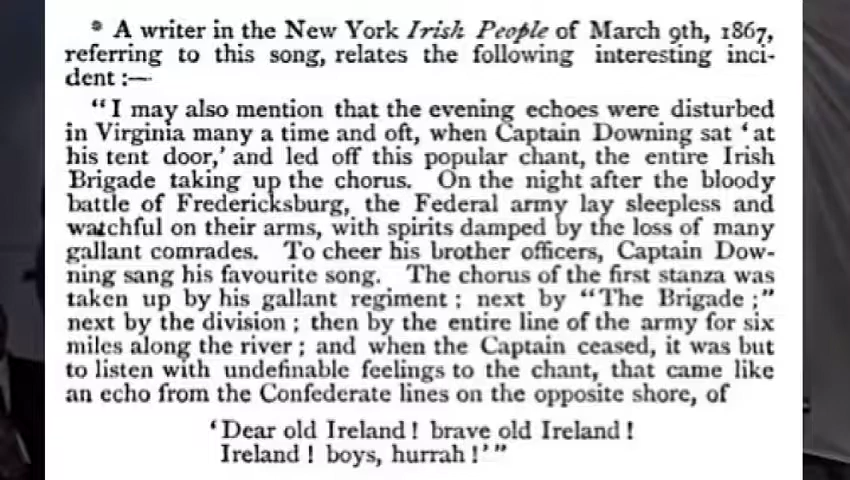 * A writer in the New York Irish People of March 9th, 1867,
referring to this song, relates the following interesting inci-
dent :—
"I may also mention that the evening echoes were disturbed
in Virginia many a time and oft, when Captain Downing sat 'at
his tent door,' and led off this popular chant, the entire Irish
Brigade taking up the chorus. On the night after the bloody
battle of Fredericksburg, the Federal army lay sleepless and
watchful on their arms, with spirits damped by the loss of many
gallant comrades. To cheer his brother officers, Captain Dow-
ning sang his favourite song. The chorus of the first stanza was
taken up by his gallant regiment ; next by "The Brigade ;"
next by the division ; then by the entire line of the army for six
miles along the river ; and when the Captain ceased, it was but
to listen with undefinable feelings to the chant, that came like
an echo from the Confederate lines on the opposite shore, of
'Dear old Ireland ! brave old Ireland !
Ireland ! boys, hurrah !'"